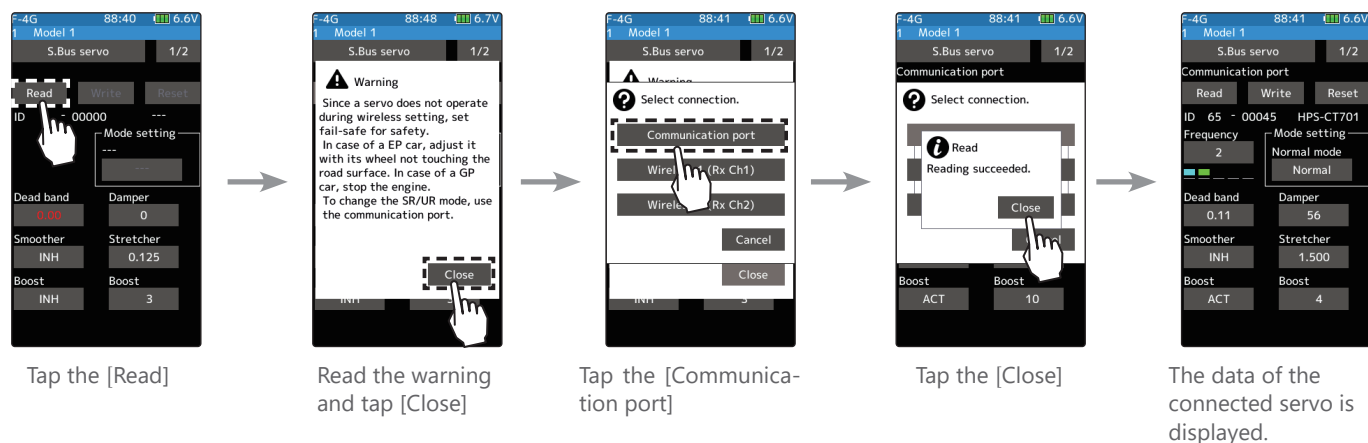 F-4G 88:40 6.6V
1 Model 1
S.Bus servo 1/2
Read Write Reset
ID - 00000 ---
Mode setting
---
---
Dead band Damper
0.00 0
Smoother Stretcher
INH 0.125
Boost Boost
INH 3
Tap the [Read]
F-4G 88:48 6.7V
1 Model 1
S.Bus servo 1/2
Warning
Since a servo does not operate
during wireless setting, set
fail-safe for safety.
In case of a EP car, adjust it
with its wheel not touching the
road surface. In case of a GP
car, stop the engine.
To change the SR/UR mode, use
the communication port.
Close
INH
Read the warning
and tap [Close]
F-4G 88:41 6.6V
1 Model 1
S.Bus servo 1/2
Warning
Select connection.
Communication port
(Rx Ch1)
(Rx Ch2)
Cancel
Close
INH 3
Tap the [Communica-
tion port]
F-4G 88:41 6.6V
1 Model 1
S.Bus servo 1/2
Communication port
Select connection.
Read
Reading succeeded.
Close
Boost Boost
ACT 10
Tap the [Close]
F-4G 88:41 6.6V
1 Model 1
S.Bus servo 1/2
Communication port
Read Write Reset
ID 65 - 00045 HPS-CT701
Frequency Mode setting
2 Normal mode
Normal
Dead band Damper
0.11 56
Smoother Stretcher
INH 1.500
Boost Boost
ACT 4
The data of the
connected servo is
displayed.